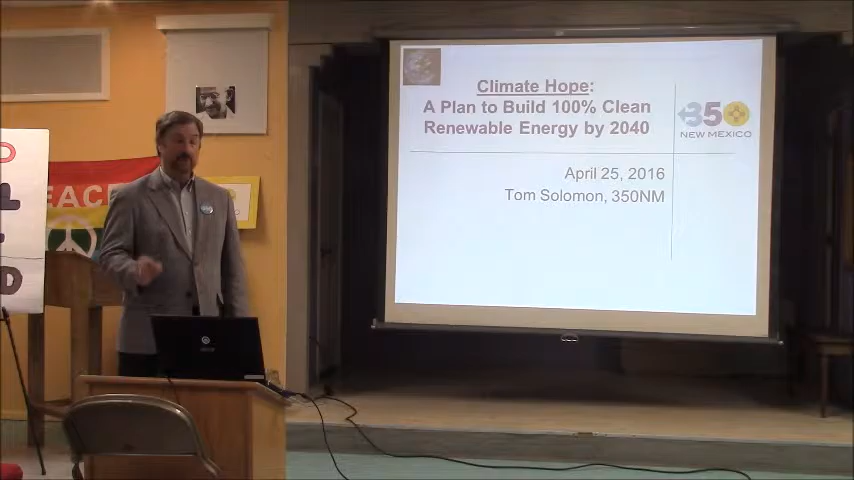 Climate Hope:
A Plan to Build 100% Clean
Renewable Energy by 2040
350
NEW MEXICO
April 25, 2016
Tom Solomon, 350NM
EACE